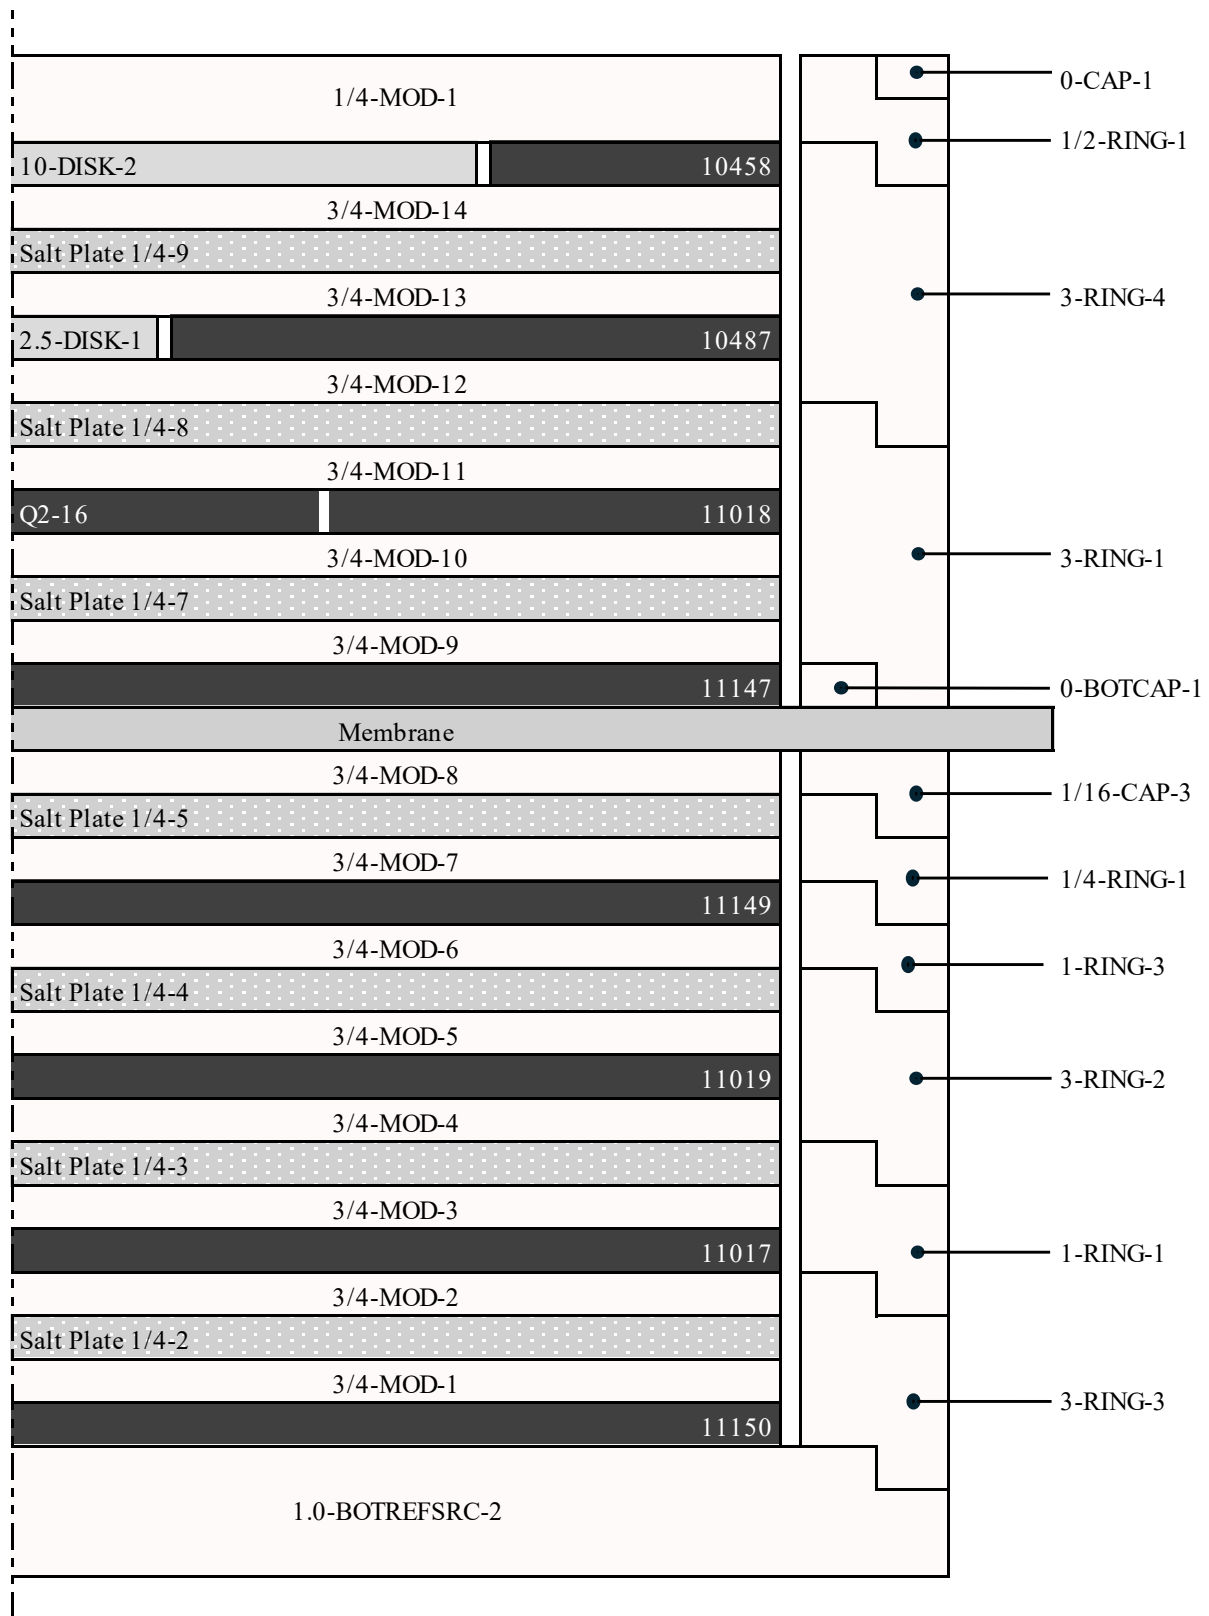 0-CAP-1
1/4-MOD-1
1/2-RING-1
10-DISK-2 10458
3/4-MOD-14
Salt Plate 1/4-9
3/4-MOD-13
3-RING-4
2.5-DISK-1 10487
3/4-MOD-12
Salt Plate 1/4-8
3/4-MOD-11
Q2-16 11018
3/4-MOD-10
3-RING-1
Salt Plate 1/4-7
3/4-MOD-9
11147
0-BOTCAP-1
Membrane
3/4-MOD-8
1/16-CAP-3
Salt Plate 1/4-5
3/4-MOD-7
1/4-RING-1
11149
3/4-MOD-6
1-RING-3
Salt Plate 1/4-4
3/4-MOD-5
11019
3-RING-2
3/4-MOD-4
Salt Plate 1/4-3
3/4-MOD-3
11017
1-RING-1
3/4-MOD-2
Salt Plate 1/4-2
3/4-MOD-1
3-RING-3
11150
1.0-BOTREFSRC-2